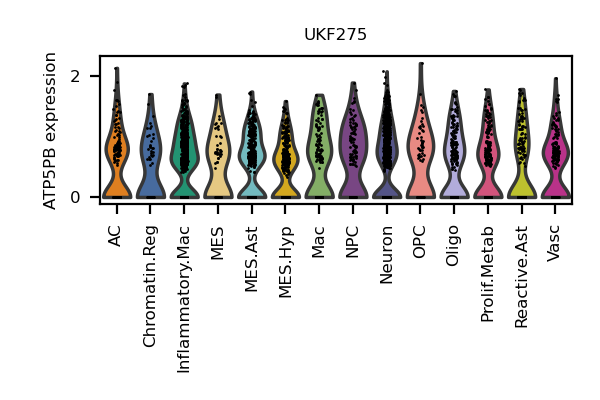 UKF275
ATP5PB expression
2
0
AC
Chromatin.Reg
Inflammatory.Mac
MES
MES.Ast
MES.Hyp
Mac
NPC
Neuron
OPC
Oligo
Prolif.Metab
Reactive.Ast
Vasc